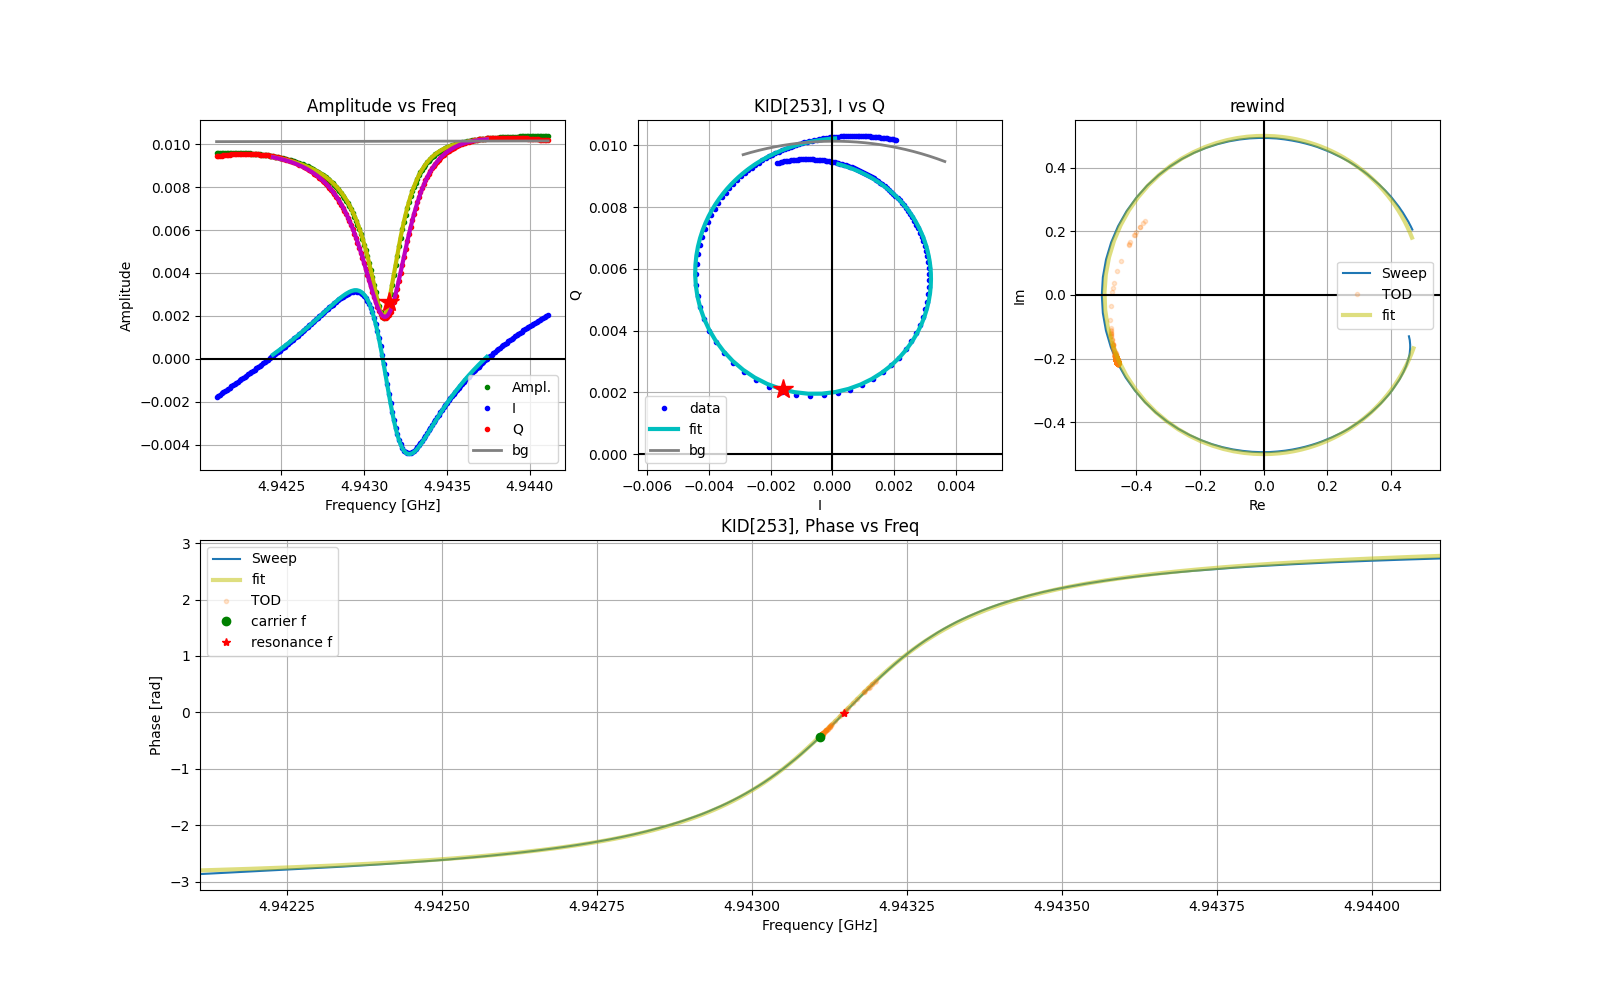 Amplitude vs Freq
Amplitude
0.010
0.008
0.006
0.004
0.002
0.000
−0.002
−0.004
4.9425
4.9430
4.9435
4.9440
Frequency [GHz]
Ampl.
I
Q
bg
KID[253], I vs Q
Q
0.010
0.008
0.006
0.004
0.002
0.000
−0.006
−0.004
−0.002
0.000
0.002
0.004
I
data
fit
bg
rewind
Im
0.4
0.2
0.0
−0.2
−0.4
−0.4
−0.2
0.0
0.2
0.4
Re
Sweep
TOD
fit
KID[253], Phase vs Freq
Phase [rad]
3
2
1
0
−1
−2
−3
4.94225
4.94250
4.94275
4.94300
4.94325
4.94350
4.94375
4.94400
Frequency [GHz]
Sweep
fit
TOD
carrier f
resonance f